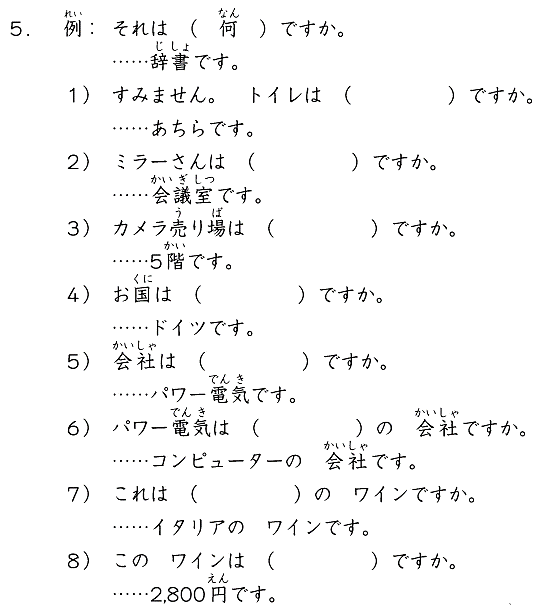 5. 例： それは （ 何 ）ですか。
……辞書です。
1） すみません。 トイレは （ ）ですか。
……あちらです。
2） ミラーさんは （ ）ですか。
……会議室です。
3） カメラ売り場は （ ）ですか。
……5階です。
4） お国は （ ）ですか。
……ドイツです。
5） 会社は （ ）ですか。
……パワー電気です。
6） パワー電気は （ ）の 会社ですか。
……コンピューターの 会社です。
7） これは （ ）の ワインですか。
……イタリアの ワインです。
8） この ワインは （ ）ですか。
……2,800円です。